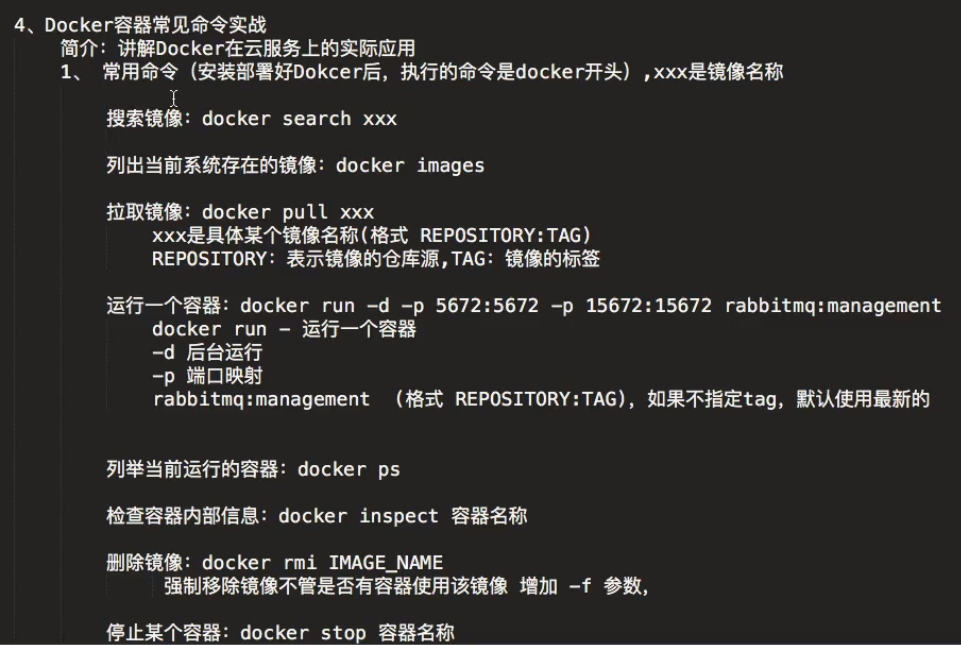 4、Docker容器常见命令实战
简介：讲解Docker在云服务上的实际应用
1、 常用命令（安装部署好Dokcer后，执行的命令是docker开头）,xxx是镜像名称
搜索镜像：docker search xxx
列出当前系统存在的镜像：docker images
拉取镜像：docker pull xxx
xxx是具体某个镜像名称(格式 REPOSITORY:TAG)
REPOSITORY：表示镜像的仓库源,TAG：镜像的标签
运行一个容器：docker run -d -p 5672:5672 -p 15672:15672 rabbitmq:management
docker run - 运行一个容器
-d 后台运行
-p 端口映射
rabbitmq:management （格式 REPOSITORY:TAG)，如果不指定tag，默认使用最新的
列举当前运行的容器：docker ps
检查容器内部信息：docker inspect 容器名称
删除镜像：docker rmi IMAGE_NAME
强制移除镜像不管是否有容器使用该镜像 增加 -f 参数，
停止某个容器：docker stop 容器名称